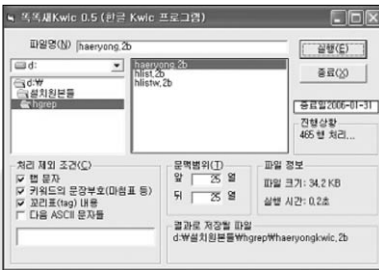 똑똑새Kwic 0.5 (한글 Kwic 프로그램)
파일명(N) haeryong.2b
실행(E)
종료(X)
d:
d:₩
설치원본들
hgrep
haeryong.2b
hlist.2b
hlistw.2b
종료일2006-01-31
진행상황
465 행 처리...
처리 제외 조건(C)
탭 문자
키워드의 문장부호(마침표 등)
꼬리표(tag) 내용
다음 ASCII 문자들
문맥범위(T)
앞 25 열
뒤 25 열
파일 정보
파일 크기: 34.2 KB
실행 시간: 0.2초
결과로 저장될 파일
d:₩설치원본들₩hgrep₩haeryongkwic.2b